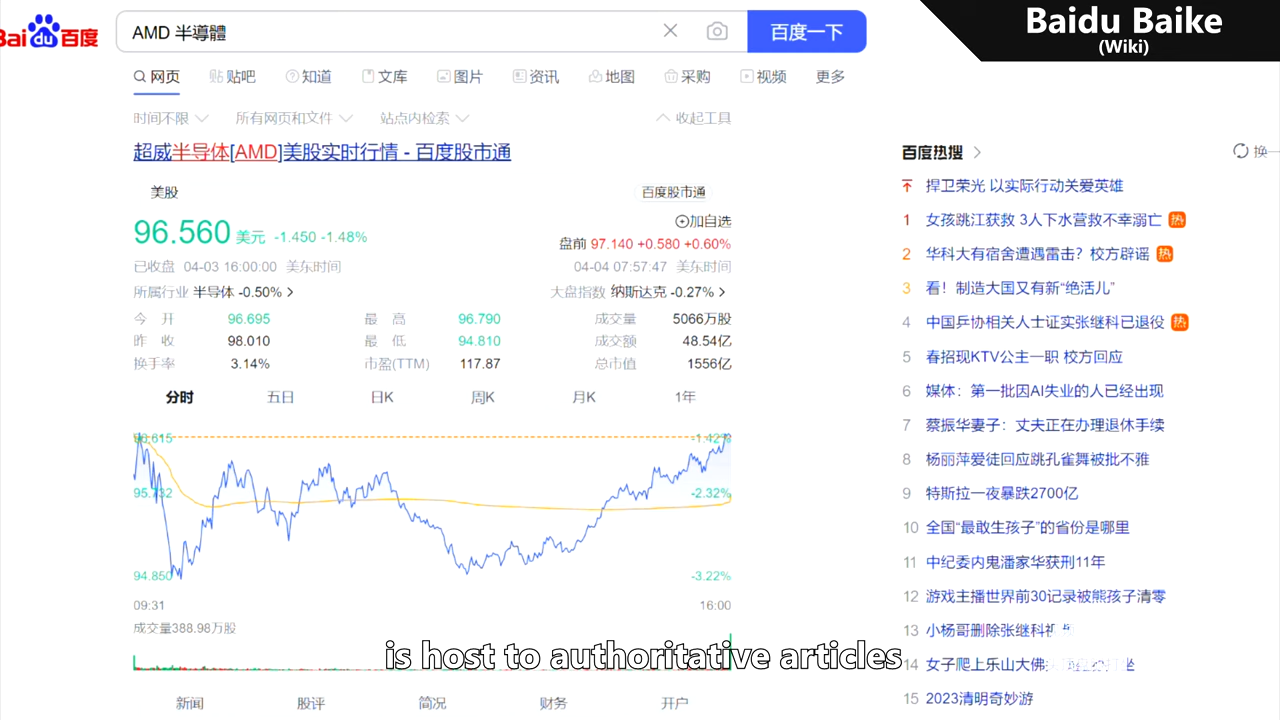 Baidu Baike
(Wiki)
Bai du 百度
AMD 半導體
百度一下
网页 贴吧 知道 文库 图片 资讯 地图 采购 视频 更多
时间不限 所有网页和文件 站点内检索 收起工具
超威半导体[AMD]美股实时行情 - 百度股市通
美股 百度股市通
96.560 美元 -1.450 -1.48% 加自选
盘前 97.140 +0.580 +0.60%
已收盘 04-03 16:00:00 美东时间 04-04 07:57:47 美东时间
所属行业 半导体 -0.50% 大盘指数 纳斯达克 -0.27%
今 开 96.695 最 高 96.790 成交量 5066万股
昨 收 98.010 最 低 94.810 成交额 48.54亿
换手率 3.14% 市盈(TTM) 117.87 总市值 1556亿
分时 五日 日K 周K 月K 1年
-1.42%
95.732 -2.32%
94.850 -3.22%
09:31 16:00
成交量388.98万股
新闻 股评 简况 财务 开户
百度热搜 换一
捍卫荣光 以实际行动关爱英雄
1 女孩跳江获救 3人下水营救不幸溺亡 热
2 华科大有宿舍遭遇雷击？校方辟谣 热
3 看！制造大国又有新“绝活儿”
4 中国乒协相关人士证实张继科已退役 热
5 春招现KTV公主一职 校方回应
6 媒体：第一批因AI失业的人已经出现
7 蔡振华妻子：丈夫正在办理退休手续
8 杨丽萍爱徒回应跳孔雀舞被批不雅
9 特斯拉一夜暴跌2700亿
10 全国“最敢生孩子”的省份是哪里
11 中纪委内鬼潘家华获刑11年
12 游戏主播世界前30记录被熊孩子清零
13 小杨哥删除张继科视
14 女子爬上乐山大佛
15 2023清明奇妙游
is host to authoritative articles